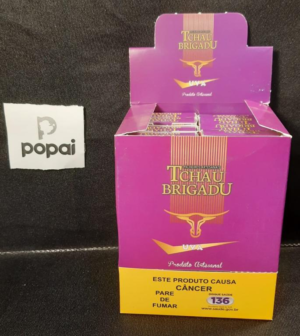 TCHAU
BRIGADU
Produto Artesanal
popai
TCHAU
BRIGADU
Produto Artesanal
ESTE PRODUTO CAUSA
CÂNCER
PARE
DE
FUMAR
136